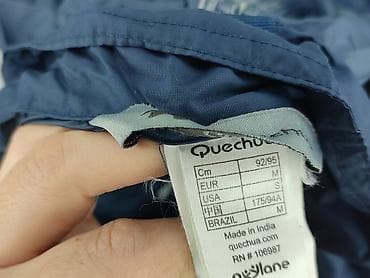 Quechua
Cm 92/95
EUR M
USA S
中国 175/94A
BRAZIL M
Made in India
quechua.com
RN # 106987
oxylane